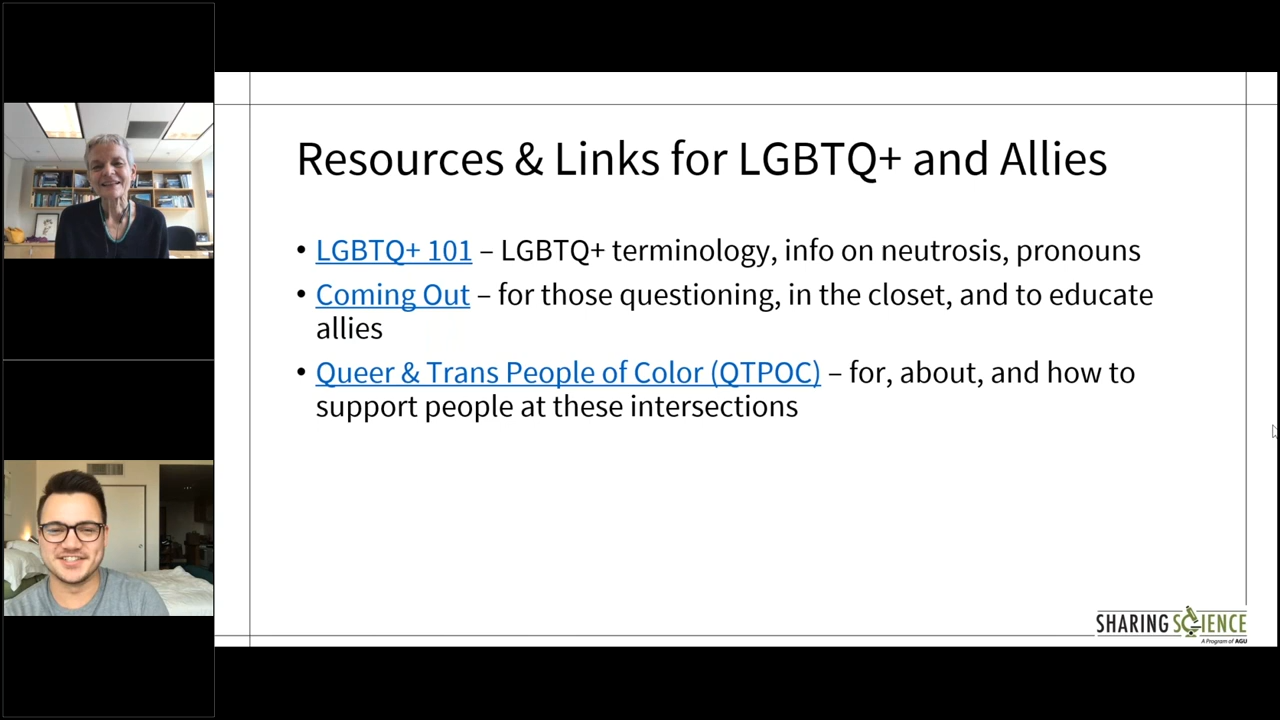 Resources & Links for LGBTQ+ and Allies
• LGBTQ+ 101 – LGBTQ+ terminology, info on neutrosis, pronouns
• Coming Out – for those questioning, in the closet, and to educate
allies
• Queer & Trans People of Color (QTPOC) – for, about, and how to
support people at these intersections
SHARING SCIENCE
A Program of AGU